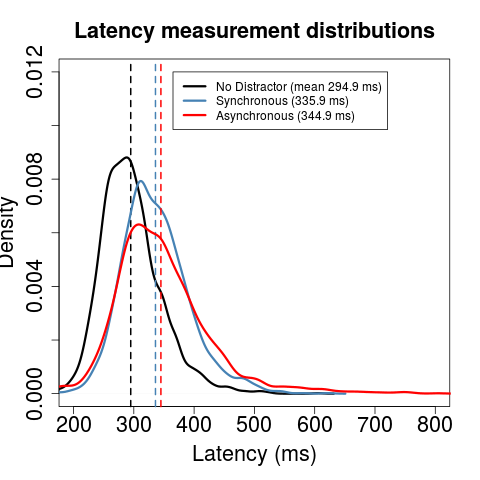 Latency measurement distributions
No Distractor (mean 294.9 ms)
Synchronous (335.9 ms)
Asynchronous (344.9 ms)
Density
0.012
0.008
0.004
0.000
200 300 400 500 600 700 800
Latency (ms)